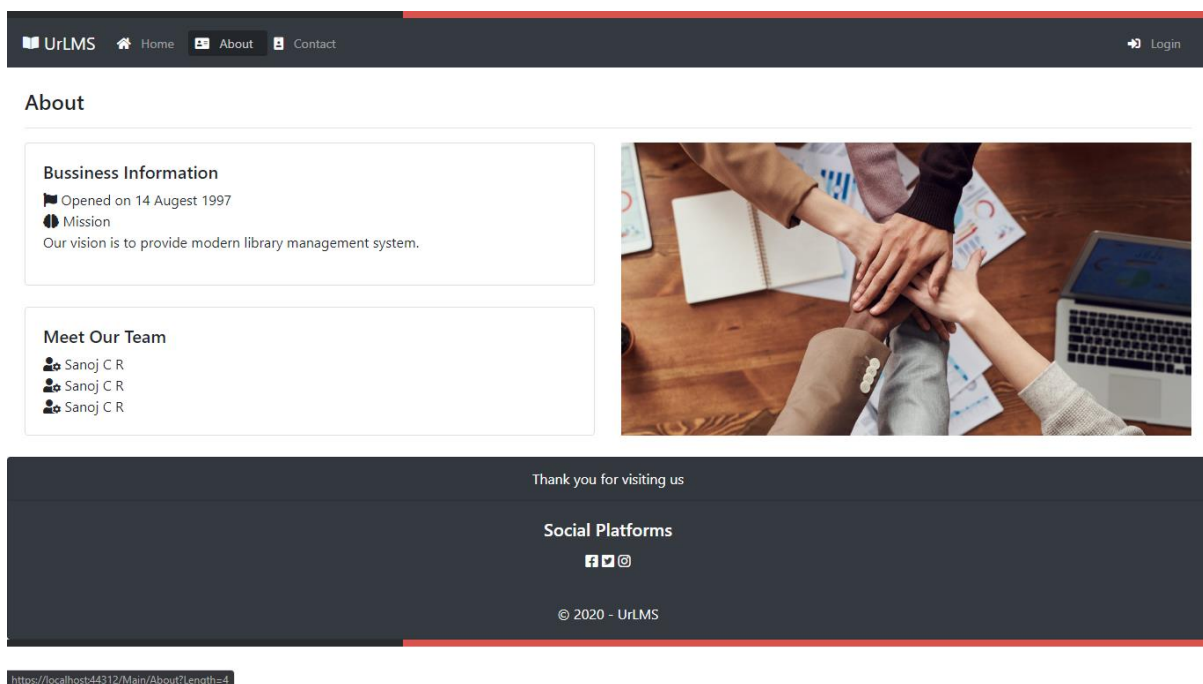 UrLMS Home About Contact Login
About
Bussiness Information
Opened on 14 Augest 1997
Mission
Our vision is to provide modern library management system.
Meet Our Team
Sanoj C R
Sanoj C R
Sanoj C R
Thank you for visiting us
Social Platforms
© 2020 - UrLMS
https://localhost:44312/Main/About?Length=4